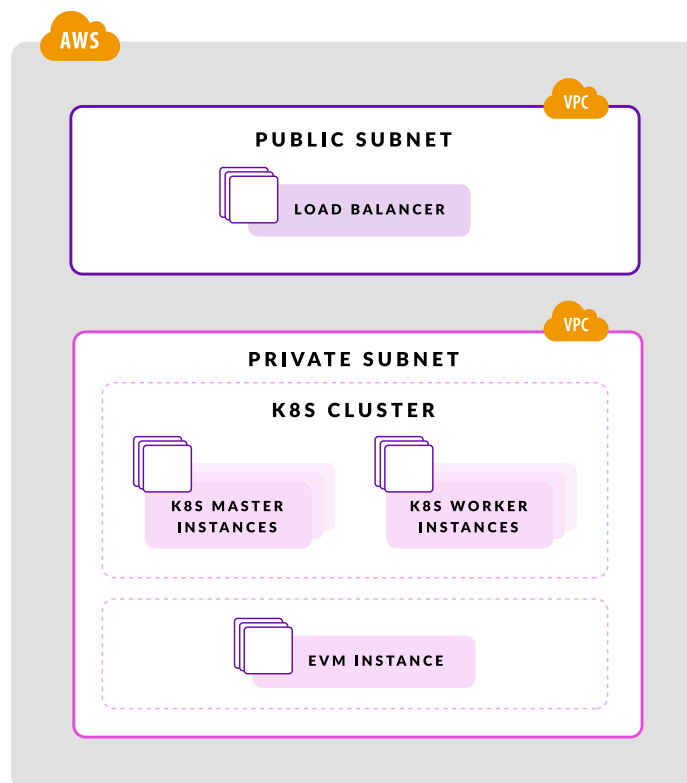 AWS
VPC
PUBLIC SUBNET
LOAD BALANCER
VPC
PRIVATE SUBNET
K8S CLUSTER
K8S MASTER
INSTANCES
K8S WORKER
INSTANCES
EVM INSTANCE